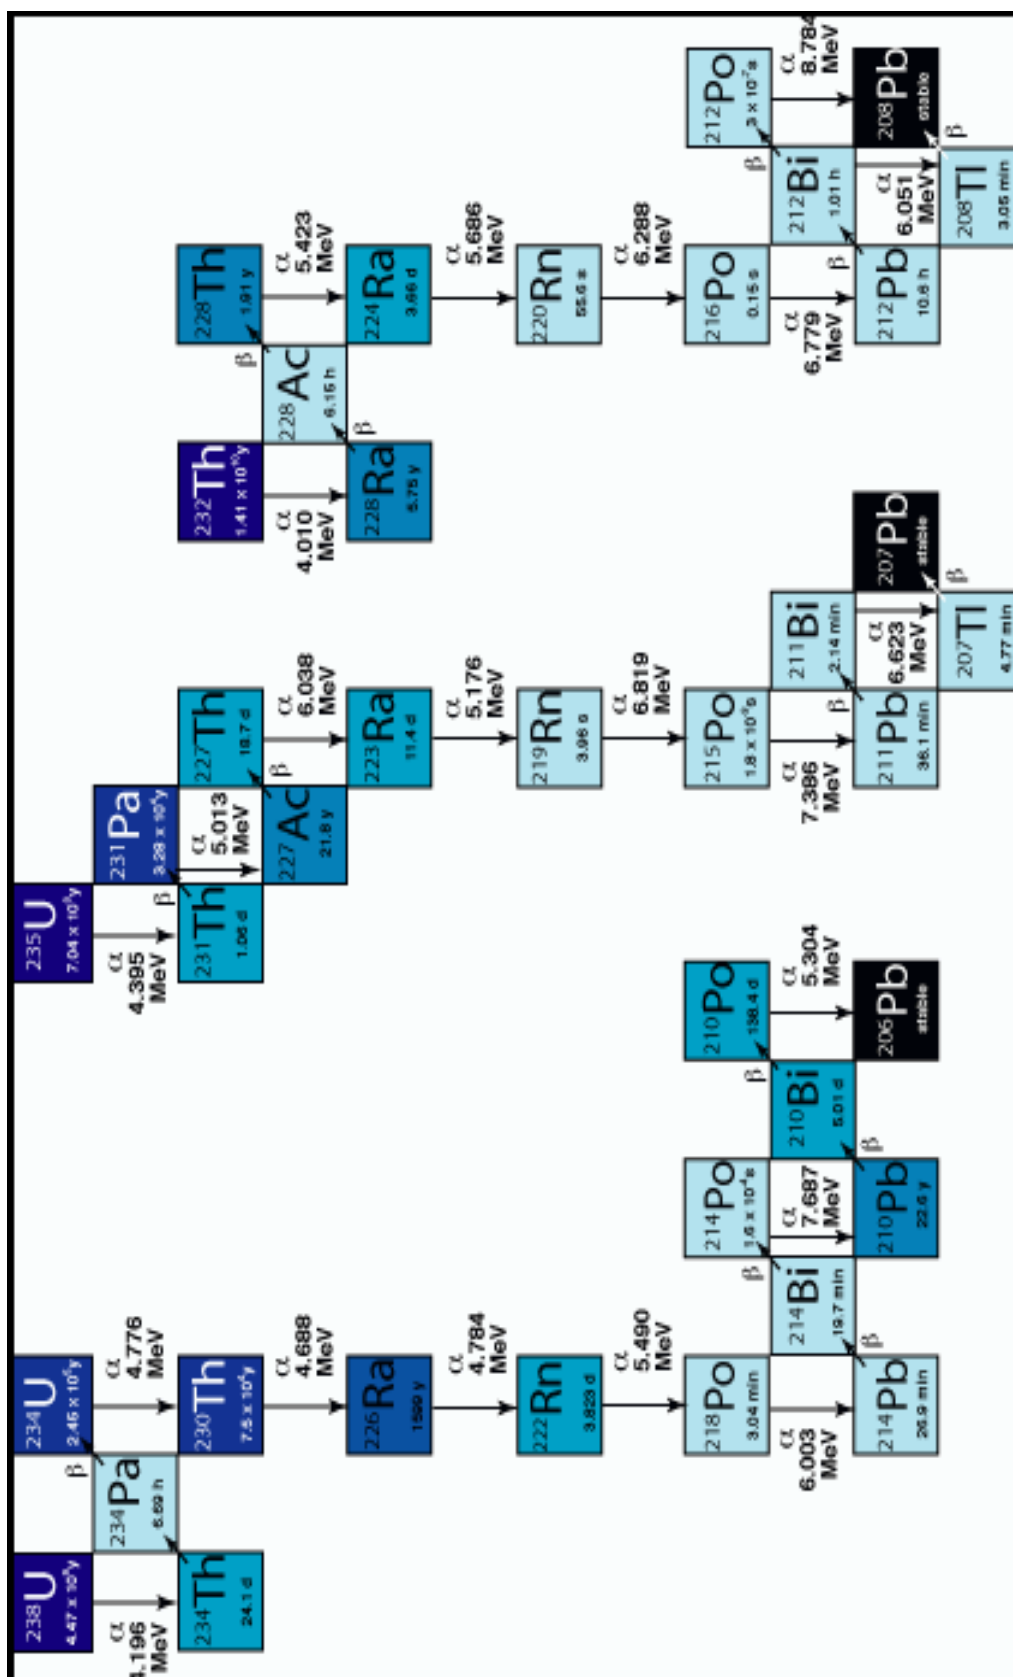 238U
4.47 x 10⁹y
α
4.196
MeV
234Th
24.1 d
234Pa
6.69 h
β
234U
2.45 x 10⁵y
α
4.776
MeV
230Th
7.5 x 10⁴y
α
4.688
MeV
226Ra
1599 y
α
4.784
MeV
222Rn
3.823 d
α
5.490
MeV
218Po
3.04 min
α
6.003
MeV
214Pb
26.9 min
β
214Bi
19.7 min
β
214Po
1.6 x 10⁴s
α
7.687
MeV
210Pb
22.6 y
β
210Bi
5.01 d
β
210Po
138.4 d
α
5.304
MeV
206Pb
stable
235U
α
4.395
MeV
231Th
1.06 d
β
231Pa
3.28 x 10⁴y
α
5.013
MeV
227Ac
21.8 y
β
227Th
18.7 d
α
6.038
MeV
223Ra
11.4 d
α
5.176
MeV
219Rn
3.96 s
α
6.819
MeV
215Po
α
7.386
MeV
211Pb
36.1 min
β
211Bi
2.14 min
α
6.623
MeV
207Tl
4.77 min
β
207Pb
stable
232Th
1.41 x 10¹⁰y
α
4.010
MeV
228Ra
5.75 y
β
228Ac
6.15 h
β
228Th
1.91 y
α
5.423
MeV
224Ra
3.66 d
α
5.686
MeV
220Rn
55.6 s
α
6.288
MeV
216Po
0.15 s
α
6.779
MeV
212Pb
10.6 h
β
212Bi
1.01 h
β
212Po
3 x 10⁻⁷s
α
8.784
MeV
α
6.051
MeV
208Tl
3.05 min
β
208Pb
stable